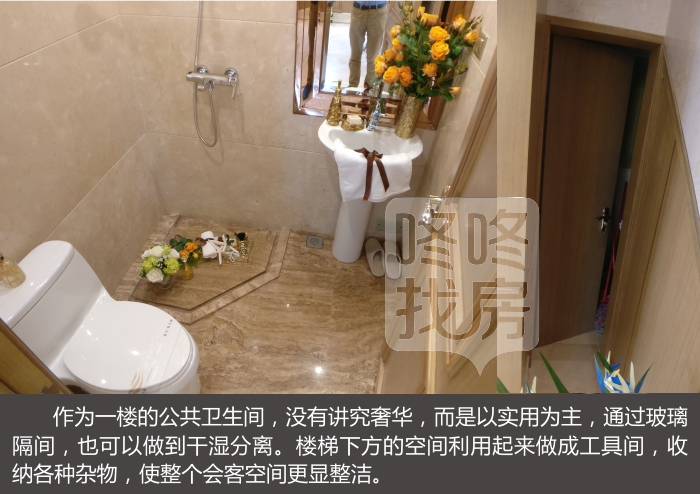 咚咚
找房
作为一楼的公共卫生间，没有讲究奢华，而是以实用为主，通过玻璃
隔间，也可以做到干湿分离。楼梯下方的空间利用起来做成工具间，收
纳各种杂物，使整个会客空间更显整洁。